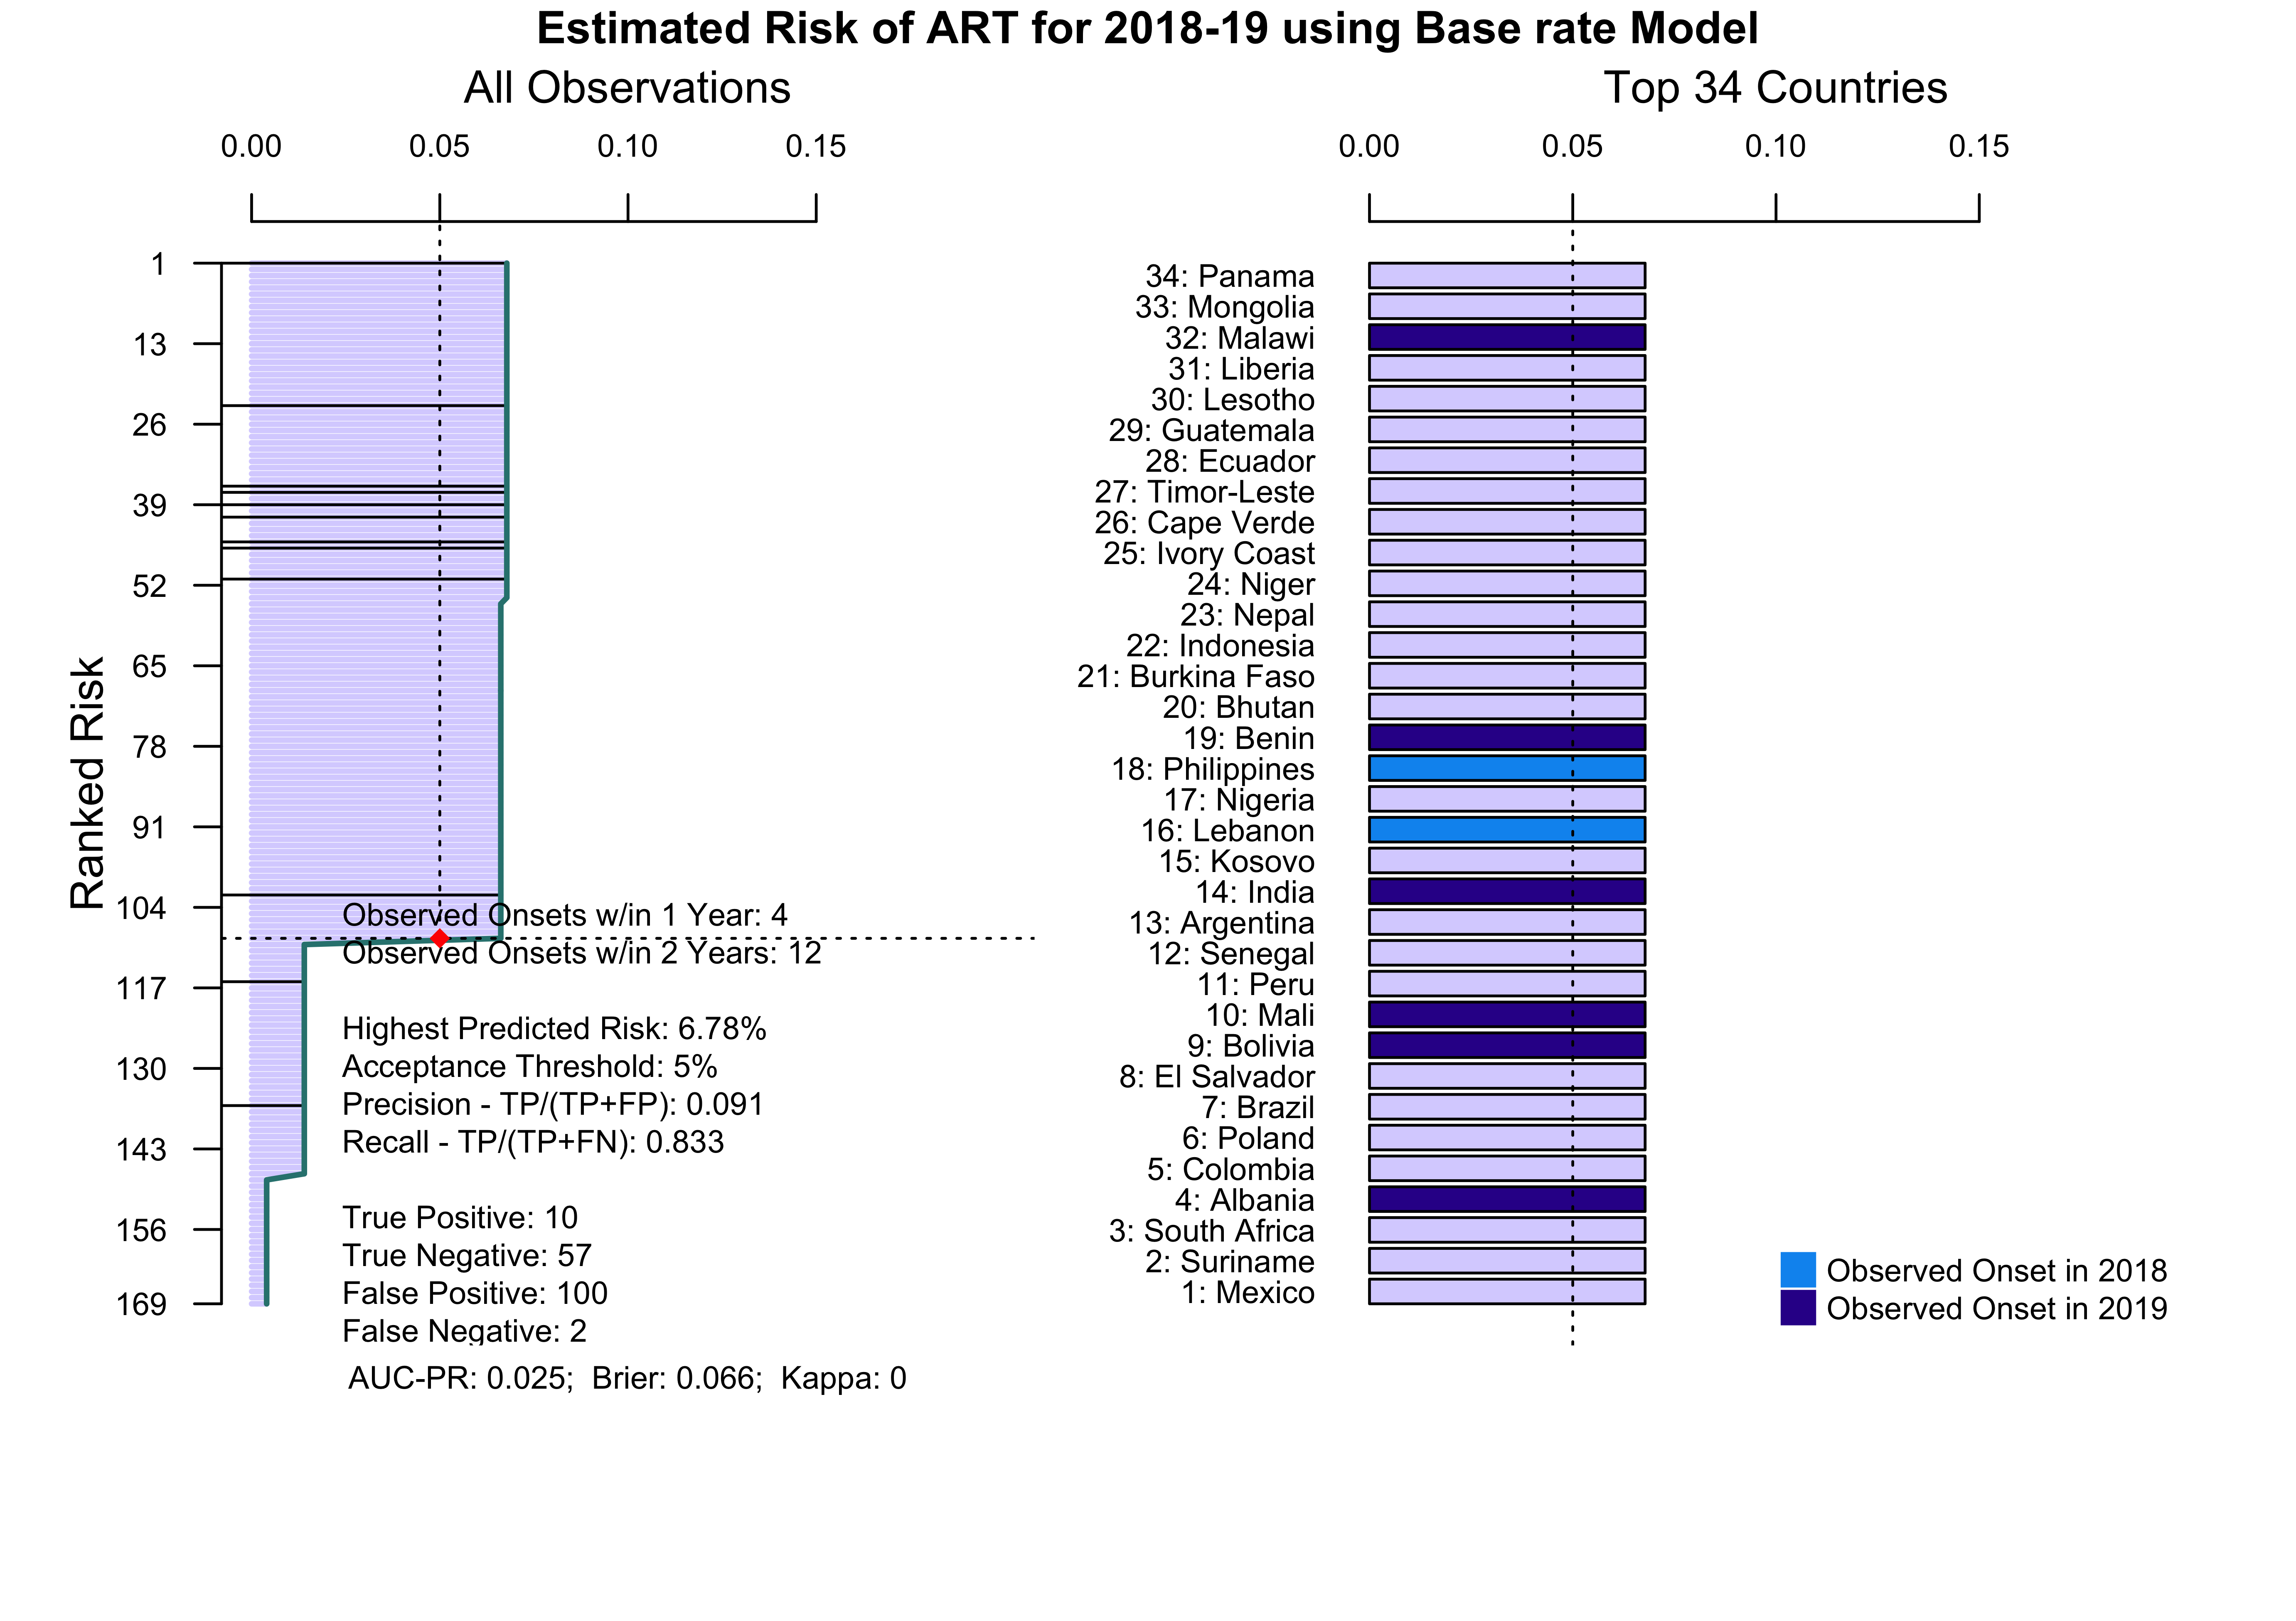 Estimated Risk of ART for 2018-19 using Base rate Model
All Observations
0.00 0.05 0.10 0.15
Ranked Risk
1
13
26
39
52
65
78
91
104
117
130
143
156
169
Observed Onsets w/in 1 Year: 4
Observed Onsets w/in 2 Years: 12
Highest Predicted Risk: 6.78%
Acceptance Threshold: 5%
Precision - TP/(TP+FP): 0.091
Recall - TP/(TP+FN): 0.833
True Positive: 10
True Negative: 57
False Positive: 100
False Negative: 2
AUC-PR: 0.025; Brier: 0.066; Kappa: 0
Top 34 Countries
0.00 0.05 0.10 0.15
34: Panama
33: Mongolia
32: Malawi
31: Liberia
30: Lesotho
29: Guatemala
28: Ecuador
27: Timor-Leste
26: Cape Verde
25: Ivory Coast
24: Niger
23: Nepal
22: Indonesia
21: Burkina Faso
20: Bhutan
19: Benin
18: Philippines
17: Nigeria
16: Lebanon
15: Kosovo
14: India
13: Argentina
12: Senegal
11: Peru
10: Mali
9: Bolivia
8: El Salvador
7: Brazil
6: Poland
5: Colombia
4: Albania
3: South Africa
2: Suriname
1: Mexico
Observed Onset in 2018
Observed Onset in 2019